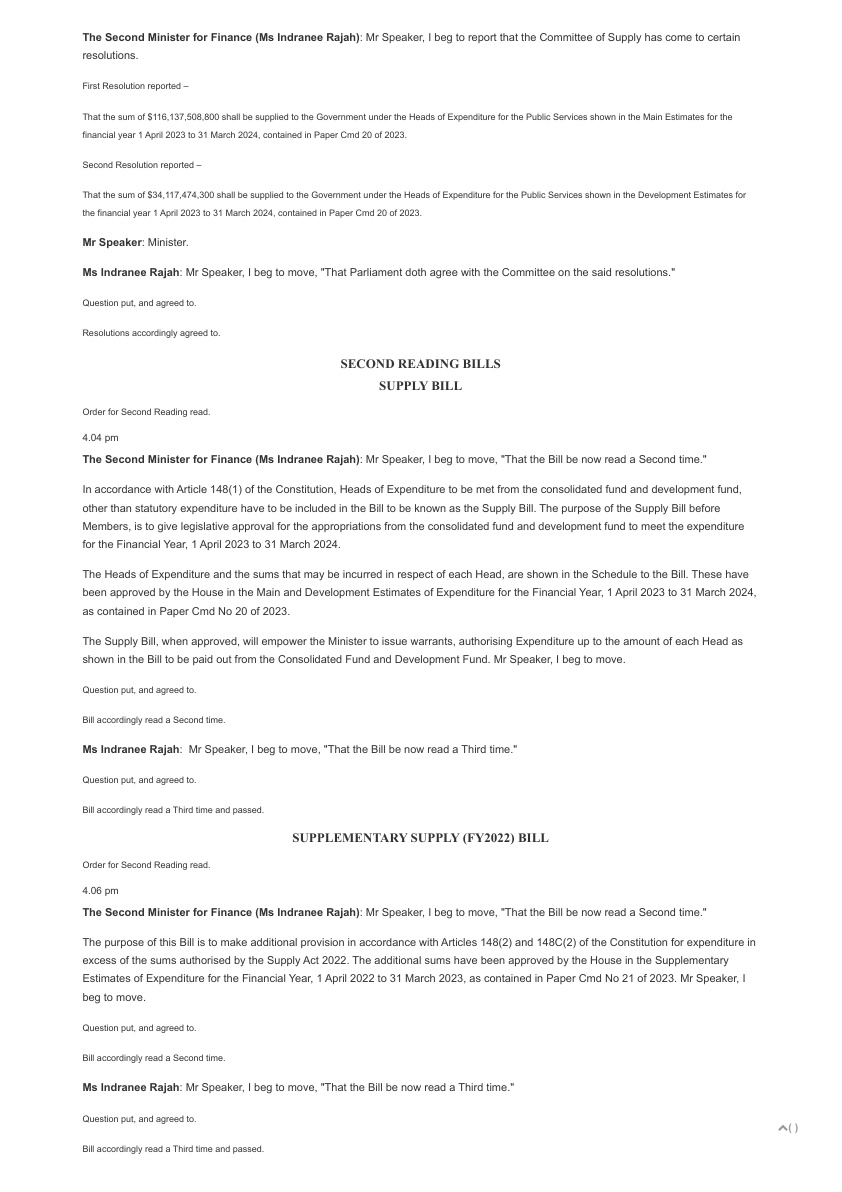 The Second Minister for Finance (Ms Indranee Rajah): Mr Speaker, I beg to report that the Committee of Supply has come to certain
resolutions.
First Resolution reported –
That the sum of $116,137,508,800 shall be supplied to the Government under the Heads of Expenditure for the Public Services shown in the Main Estimates for the
financial year 1 April 2023 to 31 March 2024, contained in Paper Cmd 20 of 2023.
Second Resolution reported –
That the sum of $34,117,474,300 shall be supplied to the Government under the Heads of Expenditure for the Public Services shown in the Development Estimates for
the financial year 1 April 2023 to 31 March 2024, contained in Paper Cmd 20 of 2023.
Mr Speaker: Minister.
Ms Indranee Rajah: Mr Speaker, I beg to move, "That Parliament doth agree with the Committee on the said resolutions."
Question put, and agreed to.
Resolutions accordingly agreed to.
SECOND READING BILLS
SUPPLY BILL
Order for Second Reading read.
4.04 pm
The Second Minister for Finance (Ms Indranee Rajah): Mr Speaker, I beg to move, "That the Bill be now read a Second time."
In accordance with Article 148(1) of the Constitution, Heads of Expenditure to be met from the consolidated fund and development fund,
other than statutory expenditure have to be included in the Bill to be known as the Supply Bill. The purpose of the Supply Bill before
Members, is to give legislative approval for the appropriations from the consolidated fund and development fund to meet the expenditure
for the Financial Year, 1 April 2023 to 31 March 2024.
The Heads of Expenditure and the sums that may be incurred in respect of each Head, are shown in the Schedule to the Bill. These have
been approved by the House in the Main and Development Estimates of Expenditure for the Financial Year, 1 April 2023 to 31 March 2024,
as contained in Paper Cmd No 20 of 2023.
The Supply Bill, when approved, will empower the Minister to issue warrants, authorising Expenditure up to the amount of each Head as
shown in the Bill to be paid out from the Consolidated Fund and Development Fund. Mr Speaker, I beg to move.
Question put, and agreed to.
Bill accordingly read a Second time.
Ms Indranee Rajah:  Mr Speaker, I beg to move, "That the Bill be now read a Third time."
Question put, and agreed to.
Bill accordingly read a Third time and passed.
SUPPLEMENTARY SUPPLY (FY2022) BILL
Order for Second Reading read.
4.06 pm
The Second Minister for Finance (Ms Indranee Rajah): Mr Speaker, I beg to move, "That the Bill be now read a Second time."
The purpose of this Bill is to make additional provision in accordance with Articles 148(2) and 148C(2) of the Constitution for expenditure in
excess of the sums authorised by the Supply Act 2022. The additional sums have been approved by the House in the Supplementary
Estimates of Expenditure for the Financial Year, 1 April 2022 to 31 March 2023, as contained in Paper Cmd No 21 of 2023. Mr Speaker, I
beg to move.
Question put, and agreed to.
Bill accordingly read a Second time.
Ms Indranee Rajah: Mr Speaker, I beg to move, "That the Bill be now read a Third time."
Question put, and agreed to.
( )
Bill accordingly read a Third time and passed.